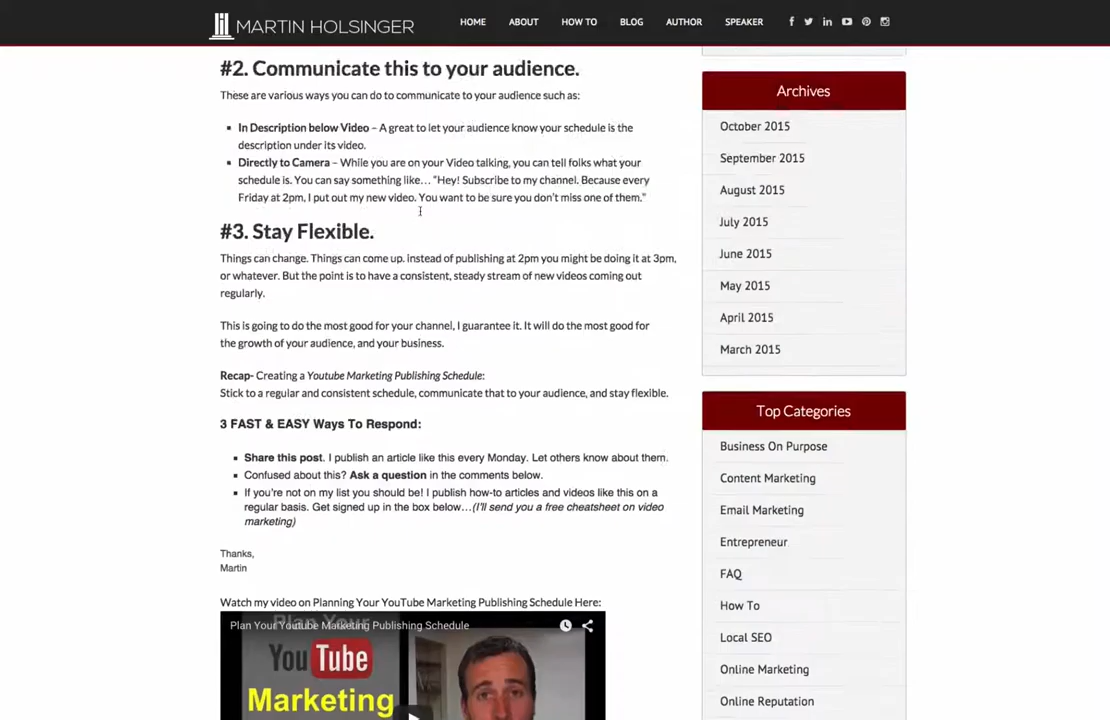 MARTIN HOLSINGER
HOME ABOUT HOW TO BLOG AUTHOR SPEAKER
#2. Communicate this to your audience.
These are various ways you can do to communicate to your audience such as:
In Description below Video – A great to let your audience know your schedule is the
description under its video.
Directly to Camera – While you are on your Video talking, you can tell folks what your
schedule is. You can say something like… "Hey! Subscribe to my channel. Because every
Friday at 2pm, I put out my new video. You want to be sure you don't miss one of them."
#3. Stay Flexible.
Things can change. Things can come up. Instead of publishing at 2pm you might be doing it at 3pm,
or whatever. But the point is to have a consistent, steady stream of new videos coming out
regularly.
This is going to do the most good for your channel, I guarantee it. It will do the most good for
the growth of your audience, and your business.
Recap- Creating a Youtube Marketing Publishing Schedule:
Stick to a regular and consistent schedule, communicate that to your audience, and stay flexible.
3 FAST & EASY Ways To Respond:
Share this post. I publish an article like this every Monday. Let others know about them.
Confused about this? Ask a question in the comments below.
If you're not on my list you should be! I publish how-to articles and videos like this on a
regular basis. Get signed up in the box below…(I'll send you a free cheatsheet on video
marketing)
Thanks,
Martin
Watch my video on Planning Your YouTube Marketing Publishing Schedule Here:
Plan Your Youtube Marketing Publishing Schedule
Plan Your
YouTube
Marketing
Archives
October 2015
September 2015
August 2015
July 2015
June 2015
May 2015
April 2015
March 2015
Top Categories
Business On Purpose
Content Marketing
Email Marketing
Entrepreneur
FAQ
How To
Local SEO
Online Marketing
Online Reputation